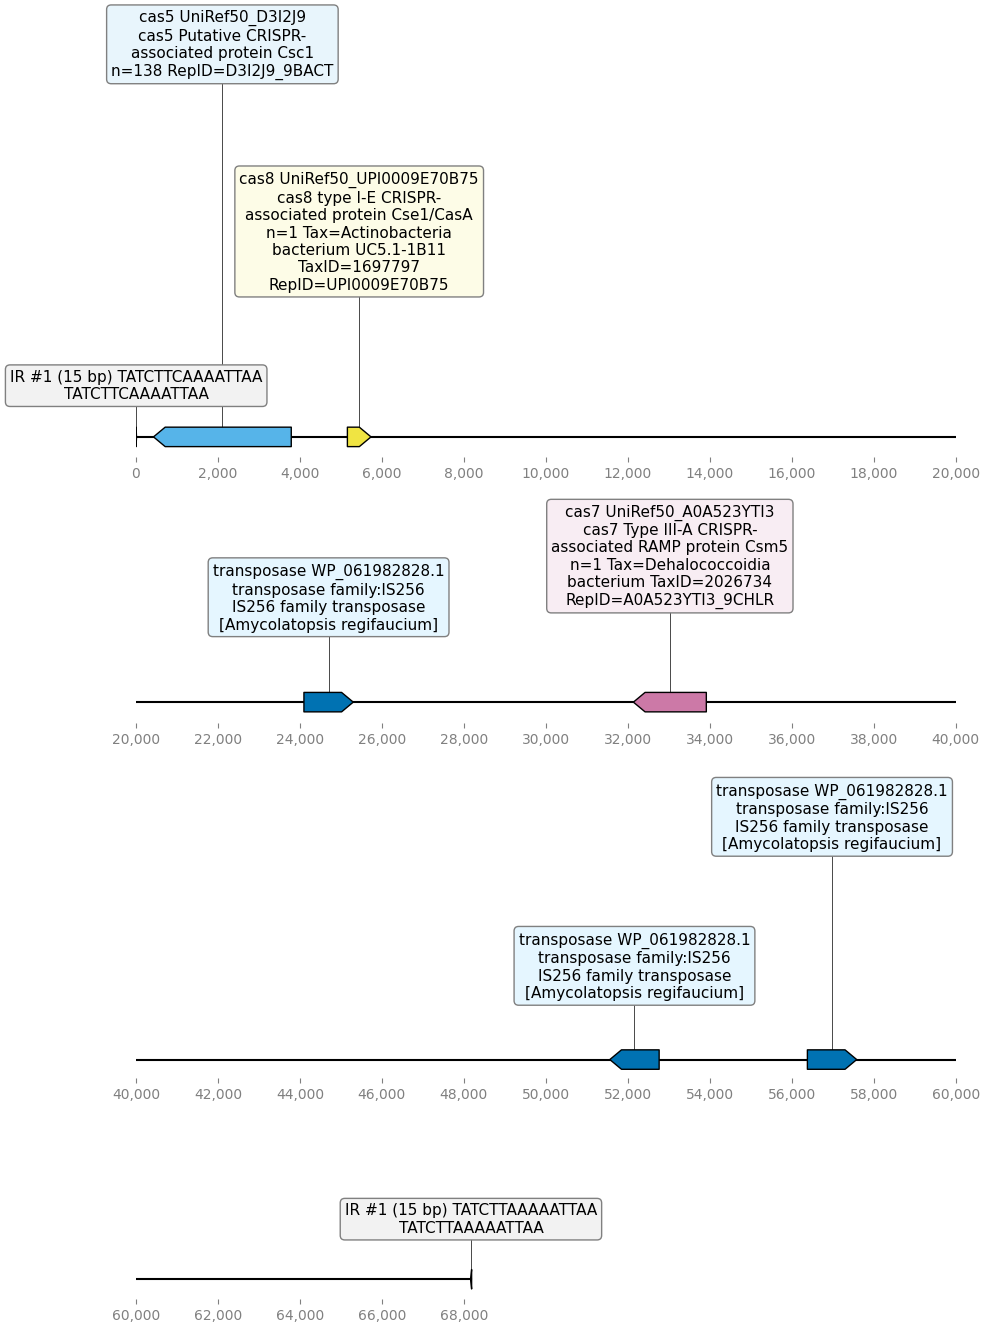 cas5 UniRef50_D3I2J9
cas5 Putative CRISPR-
associated protein Csc1
n=138 RepID=D3I2J9_9BACT
cas8 UniRef50_UPI0009E70B75
cas8 type I-E CRISPR-
associated protein Cse1/CasA
n=1 Tax=Actinobacteria
bacterium UC5.1-1B11
TaxID=1697797
RepID=UPI0009E70B75
IR #1 (15 bp) TATCTTCAAAATTAA
TATCTTCAAAATTAA
0 2,000 4,000 6,000 8,000 10,000 12,000 14,000 16,000 18,000 20,000
cas7 UniRef50_A0A523YTI3
cas7 Type III-A CRISPR-
associated RAMP protein Csm5
n=1 Tax=Dehalococcoidia
bacterium TaxID=2026734
RepID=A0A523YTI3_9CHLR
transposase WP_061982828.1
transposase family:IS256
IS256 family transposase
[Amycolatopsis regifaucium]
20,000 22,000 24,000 26,000 28,000 30,000 32,000 34,000 36,000 38,000 40,000
transposase WP_061982828.1
transposase family:IS256
IS256 family transposase
[Amycolatopsis regifaucium]
transposase WP_061982828.1
transposase family:IS256
IS256 family transposase
[Amycolatopsis regifaucium]
40,000 42,000 44,000 46,000 48,000 50,000 52,000 54,000 56,000 58,000 60,000
IR #1 (15 bp) TATCTTAAAAATTAA
TATCTTAAAAATTAA
60,000 62,000 64,000 66,000 68,000